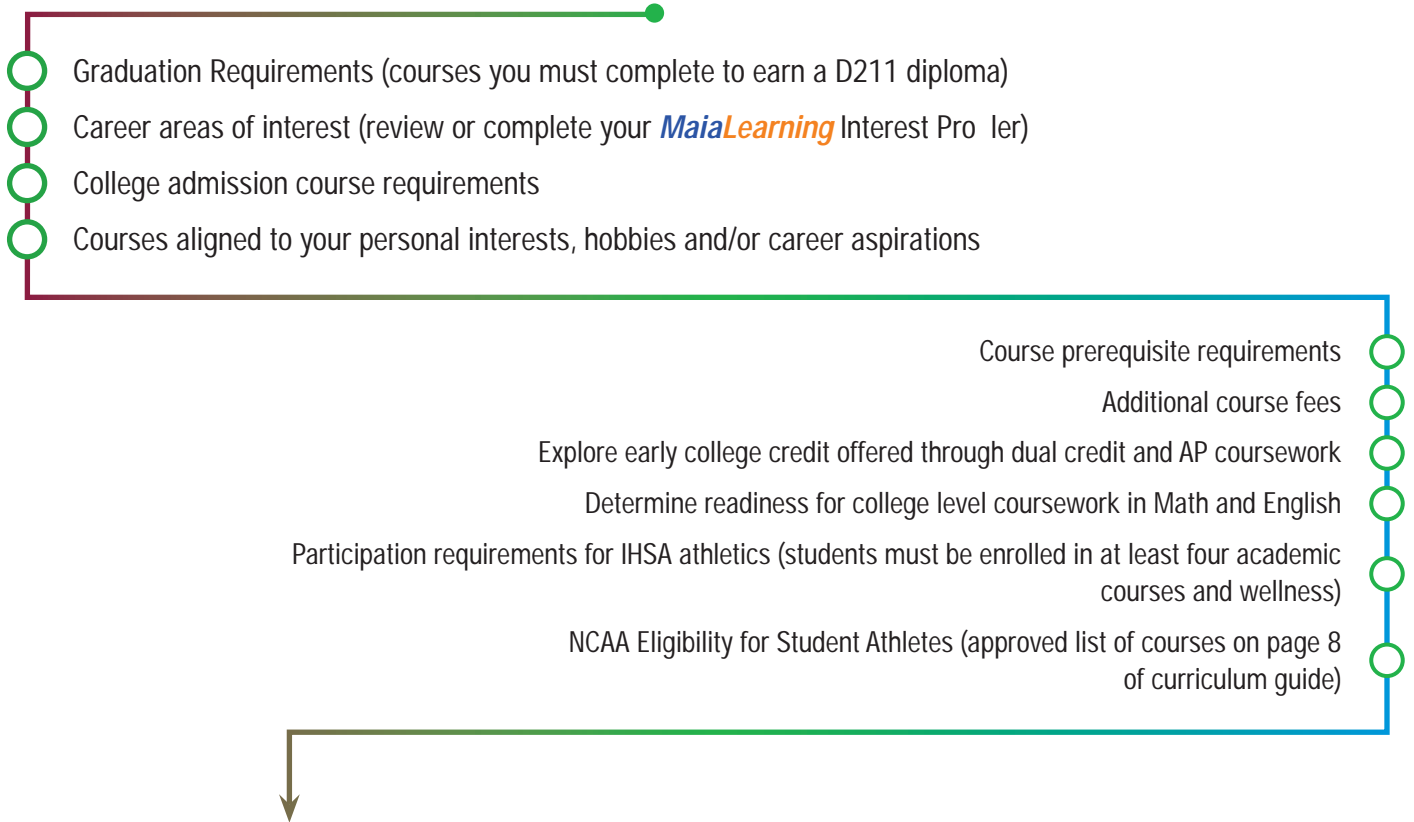 Graduation Requirements (courses you must complete to earn a D211 diploma)
Career areas of interest (review or complete your MaiaLearning Interest Pro ler)
College admission course requirements
Courses aligned to your personal interests, hobbies and/or career aspirations
Course prerequisite requirements
Additional course fees
Explore early college credit offered through dual credit and AP coursework
Determine readiness for college level coursework in Math and English
Participation requirements for IHSA athletics (students must be enrolled in at least four academic
courses and wellness)
NCAA Eligibility for Student Athletes (approved list of courses on page 8
of curriculum guide)